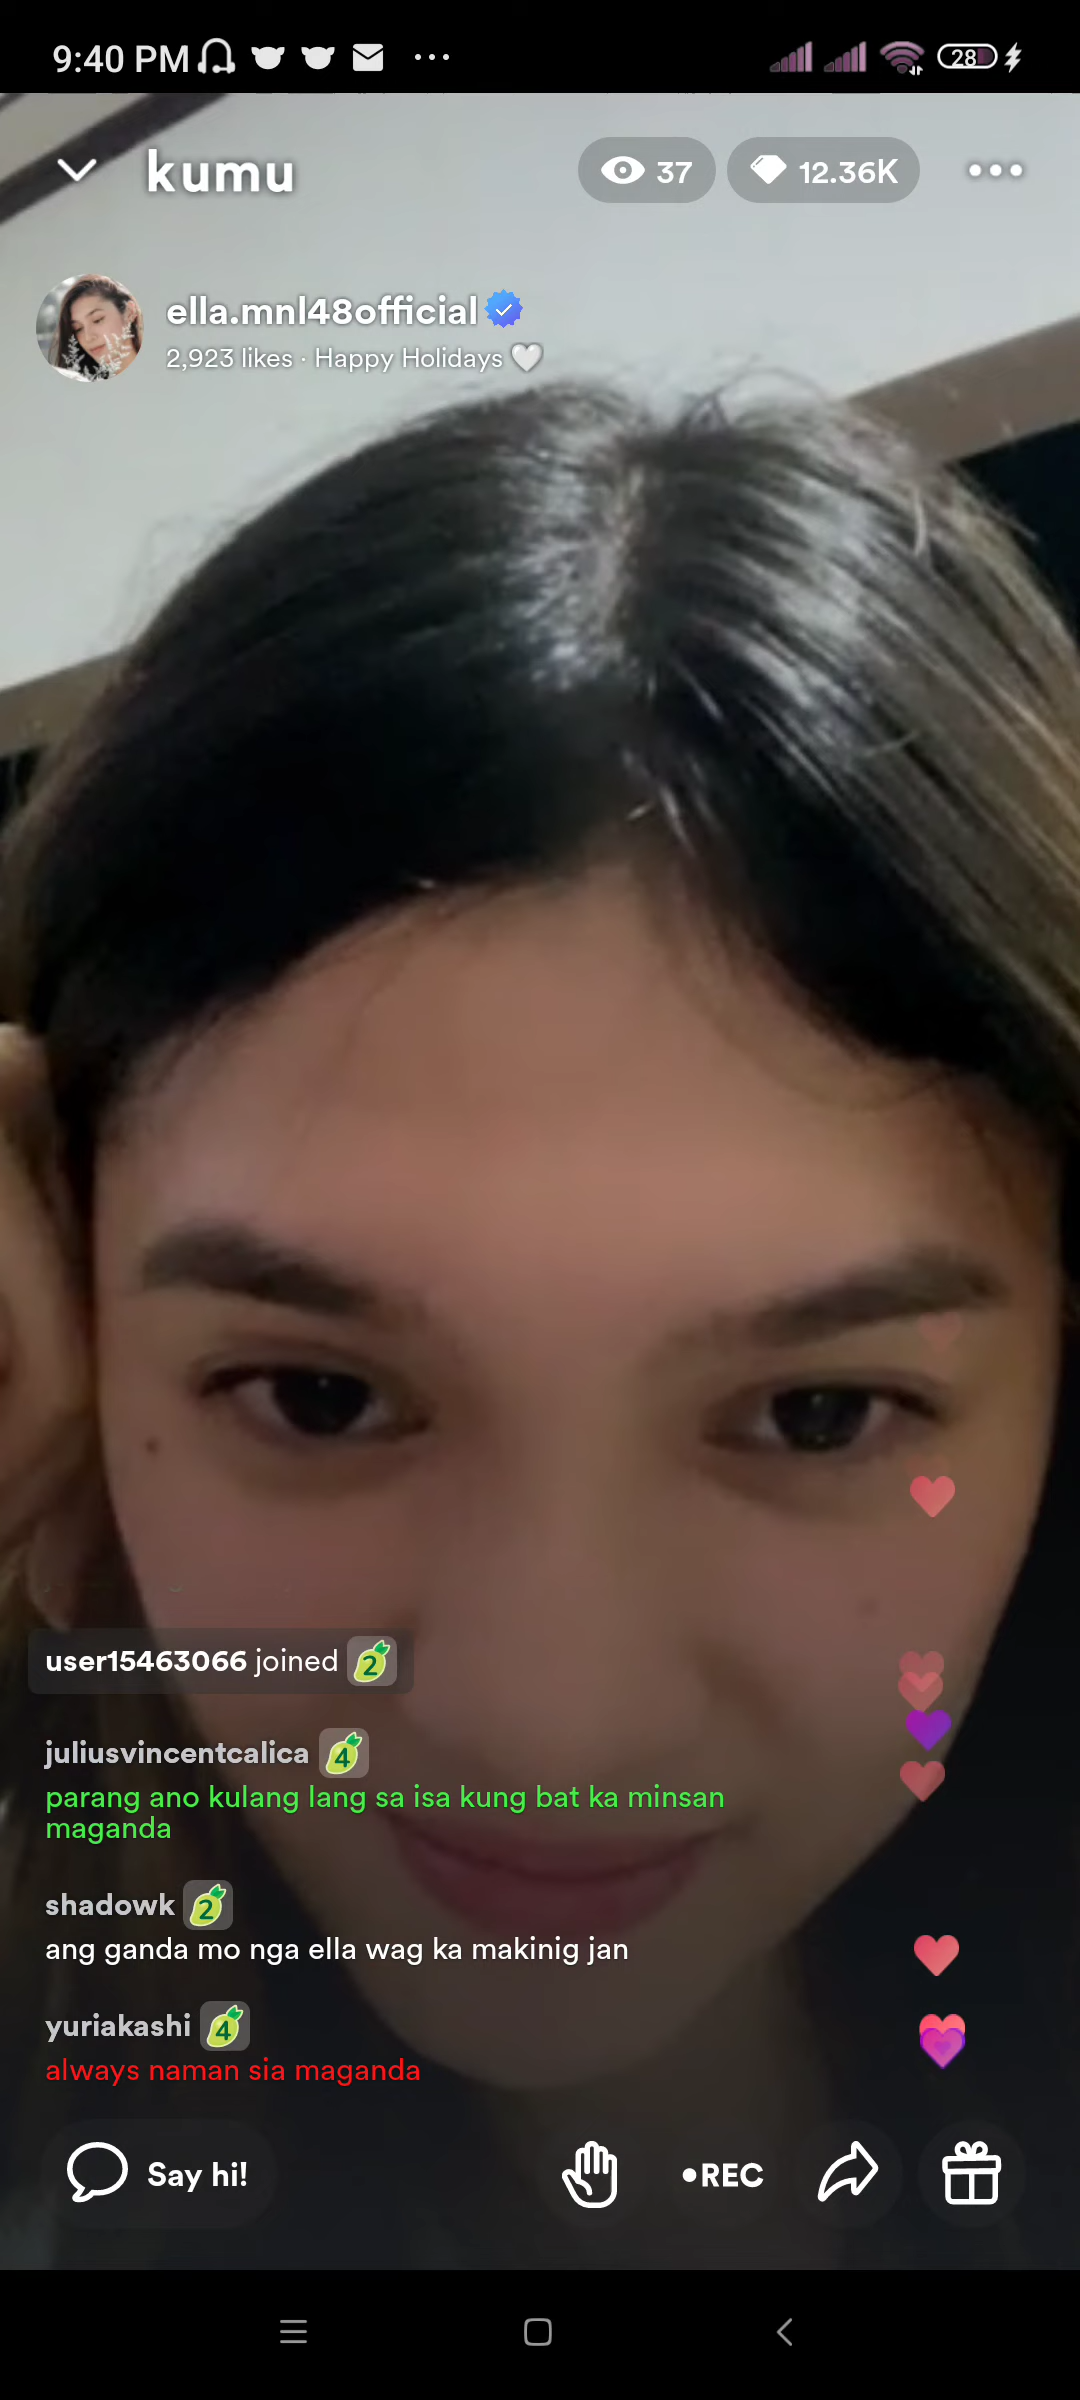 9:40 PM
28
kumu
37
12.36K
ella.mnl48official
2,923 likes · Happy Holidays 🤍
user15463066 joined 2
juliusvincentcalica 4
parang ano kulang lang sa isa kung bat ka minsan
maganda
shadowk 2
ang ganda mo nga ella wag ka makinig jan
yuriakashi 4
always naman sia maganda
Say hi!
•REC